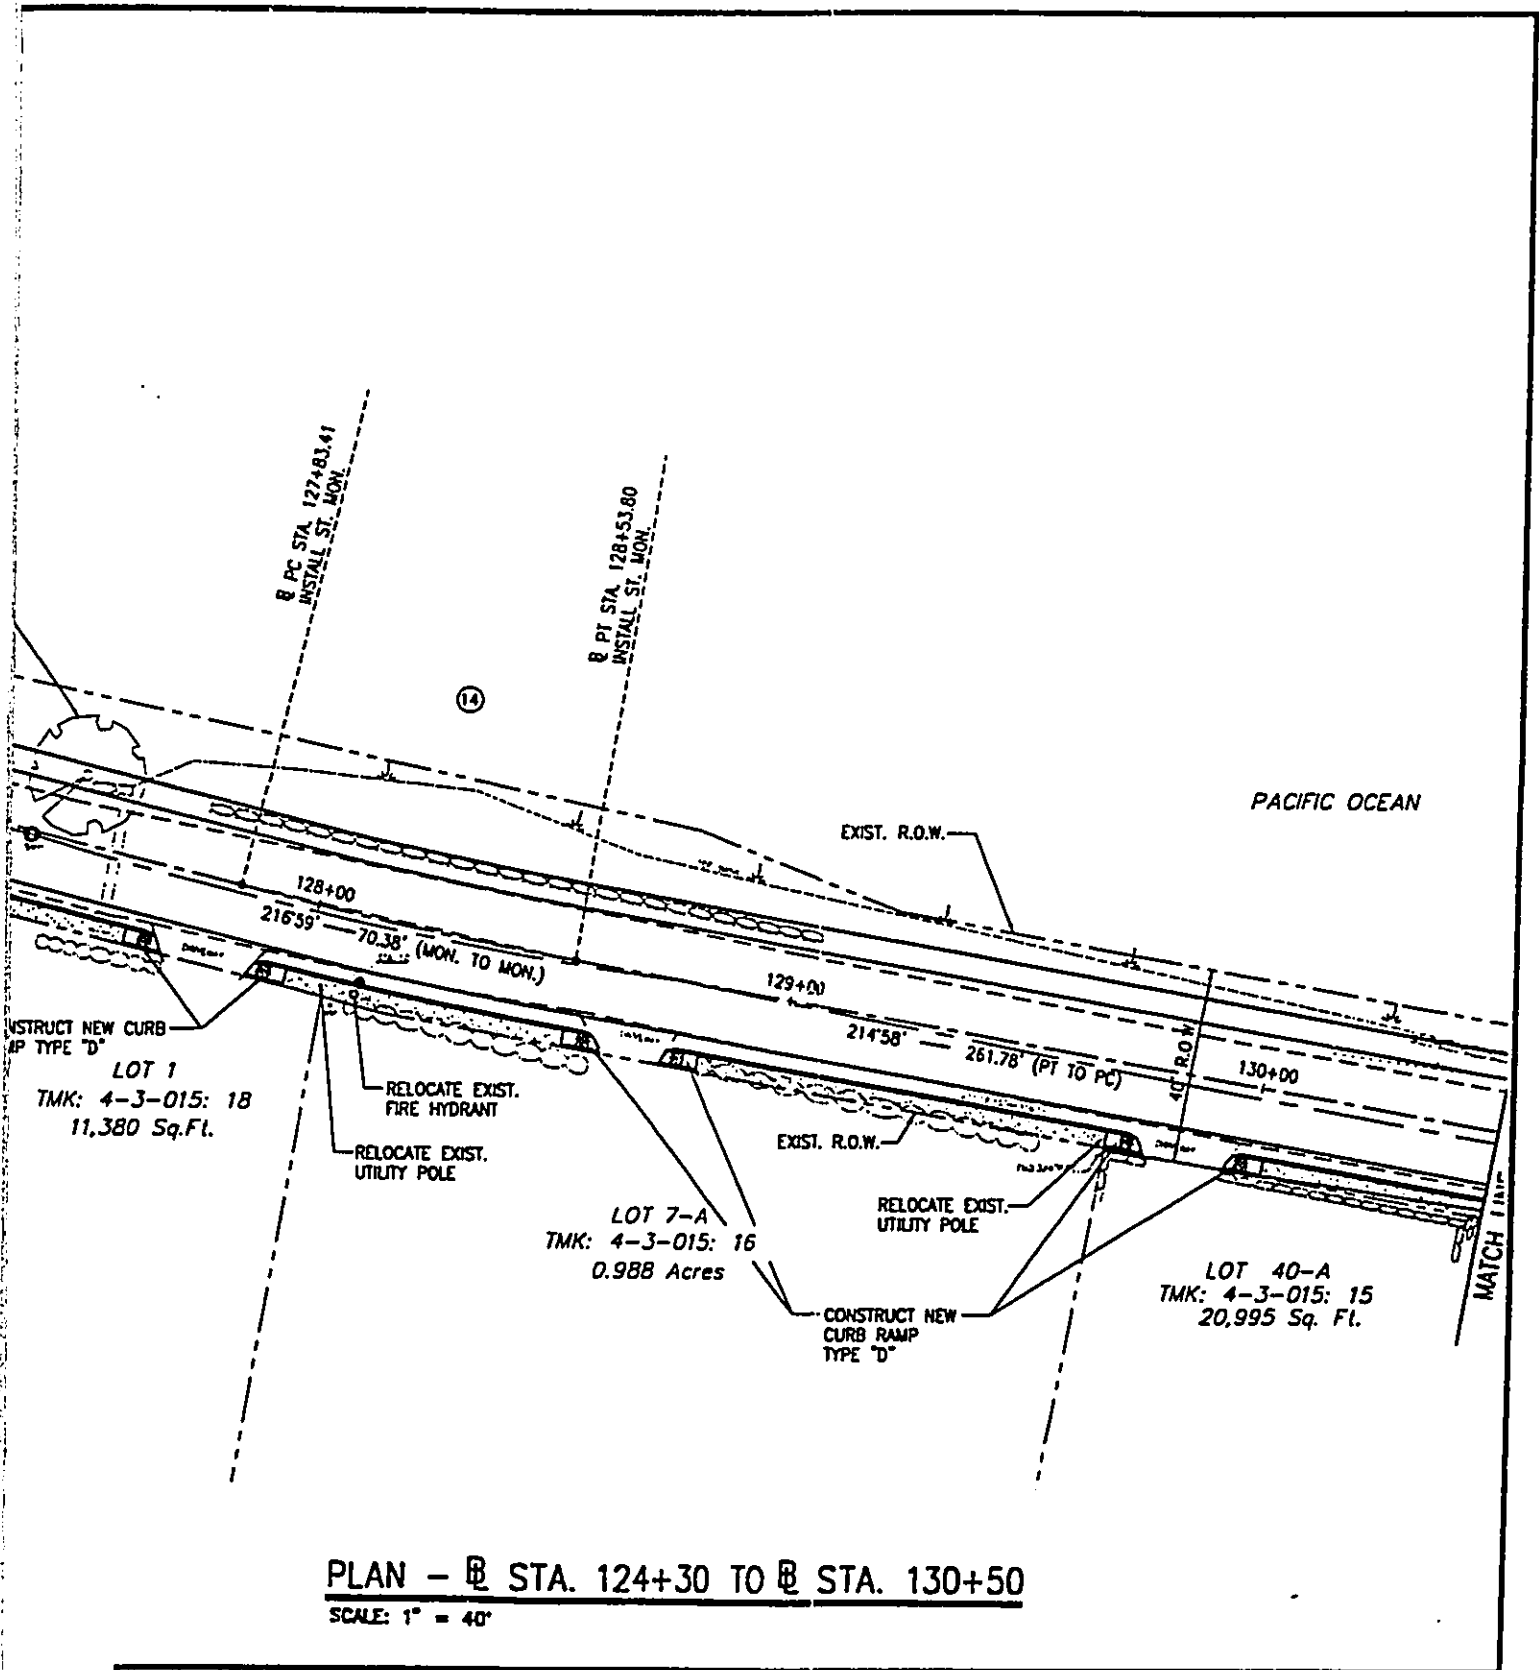 ℄ PC STA. 127+83.41
INSTALL ST. MON.
℄ PT STA. 128+53.80
INSTALL ST. MON.
14
PACIFIC OCEAN
EXIST. R.O.W.
128+00
216°59'
70.38' (MON. TO MON.)
129+00
214°58'
261.78' (PT TO PC)
40' R.O.W.
130+00
NSTRUCT NEW CURB
MP TYPE "D"
LOT 1
TMK: 4-3-015: 18
11,380 Sq.Ft.
RELOCATE EXIST.
FIRE HYDRANT
RELOCATE EXIST.
UTILITY POLE
EXIST. R.O.W.
RELOCATE EXIST.
UTILITY POLE
LOT 7-A
TMK: 4-3-015: 16
0.988 Acres
CONSTRUCT NEW
CURB RAMP
TYPE "D"
LOT 40-A
TMK: 4-3-015: 15
20,995 Sq. Ft.
MATCH LINE
PLAN - ℄ STA. 124+30 TO ℄ STA. 130+50
SCALE: 1" = 40'